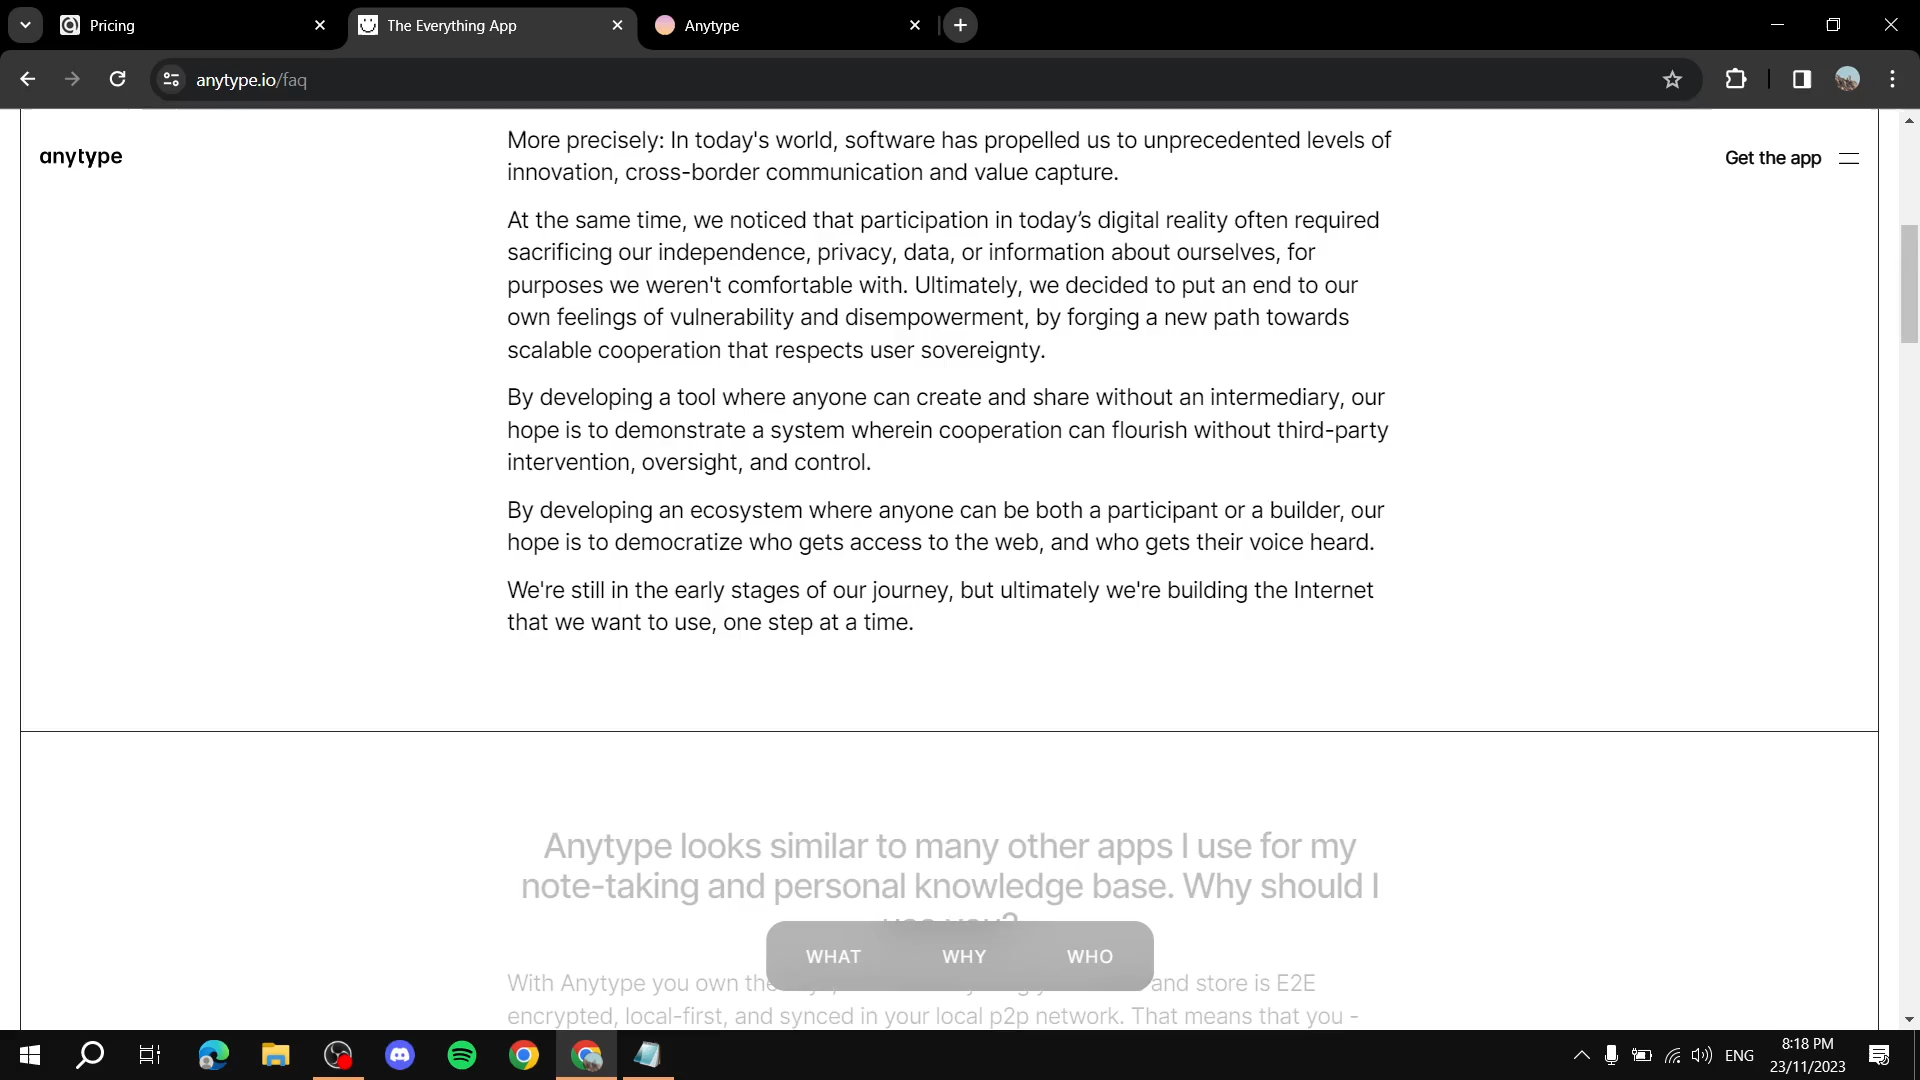 Pricing
The Everything App
Anytype
anytype.io/faq
anytype
Get the app
More precisely: In today's world, software has propelled us to unprecedented levels of
innovation, cross-border communication and value capture.
At the same time, we noticed that participation in today’s digital reality often required
sacrificing our independence, privacy, data, or information about ourselves, for
purposes we weren't comfortable with. Ultimately, we decided to put an end to our
own feelings of vulnerability and disempowerment, by forging a new path towards
scalable cooperation that respects user sovereignty.
By developing a tool where anyone can create and share without an intermediary, our
hope is to demonstrate a system wherein cooperation can flourish without third-party
intervention, oversight, and control.
By developing an ecosystem where anyone can be both a participant or a builder, our
hope is to democratize who gets access to the web, and who gets their voice heard.
We're still in the early stages of our journey, but ultimately we're building the Internet
that we want to use, one step at a time.
Anytype looks similar to many other apps I use for my
note-taking and personal knowledge base. Why should I
use you?
WHAT WHY WHO
With Anytype you own the and store is E2E
encrypted, local-first, and synced in your local p2p network. That means that you -
ENG
8:18 PM
23/11/2023